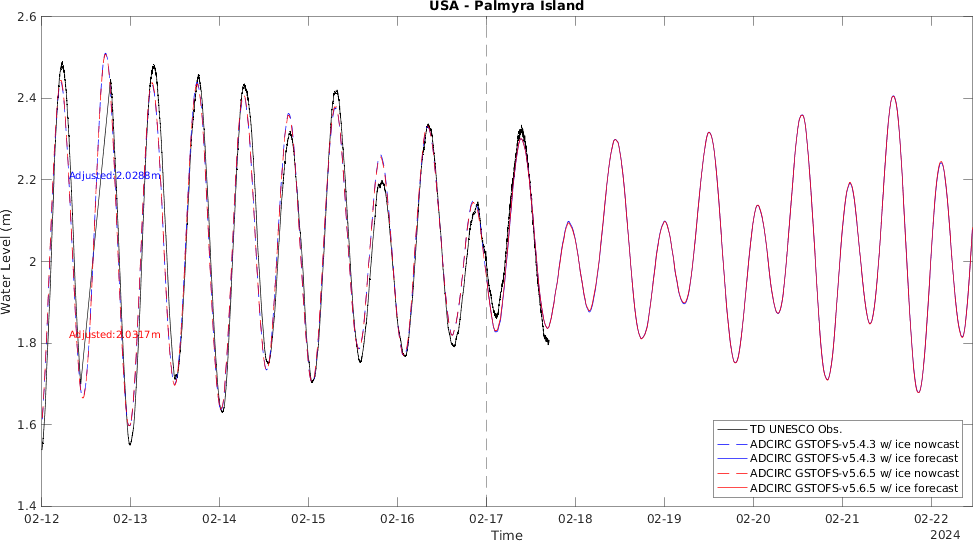 USA - Palmyra Island
2.6
2.4
2.2
2
1.8
1.6
1.4
Water Level (m)
Adjusted:2.0288m
Adjusted:2.0317m
TD UNESCO Obs.
ADCIRC GSTOFS-v5.4.3 w/ ice nowcast
ADCIRC GSTOFS-v5.4.3 w/ ice forecast
ADCIRC GSTOFS-v5.6.5 w/ ice nowcast
ADCIRC GSTOFS-v5.6.5 w/ ice forecast
02-12 02-13 02-14 02-15 02-16 02-17 02-18 02-19 02-20 02-21 02-22
Time
2024